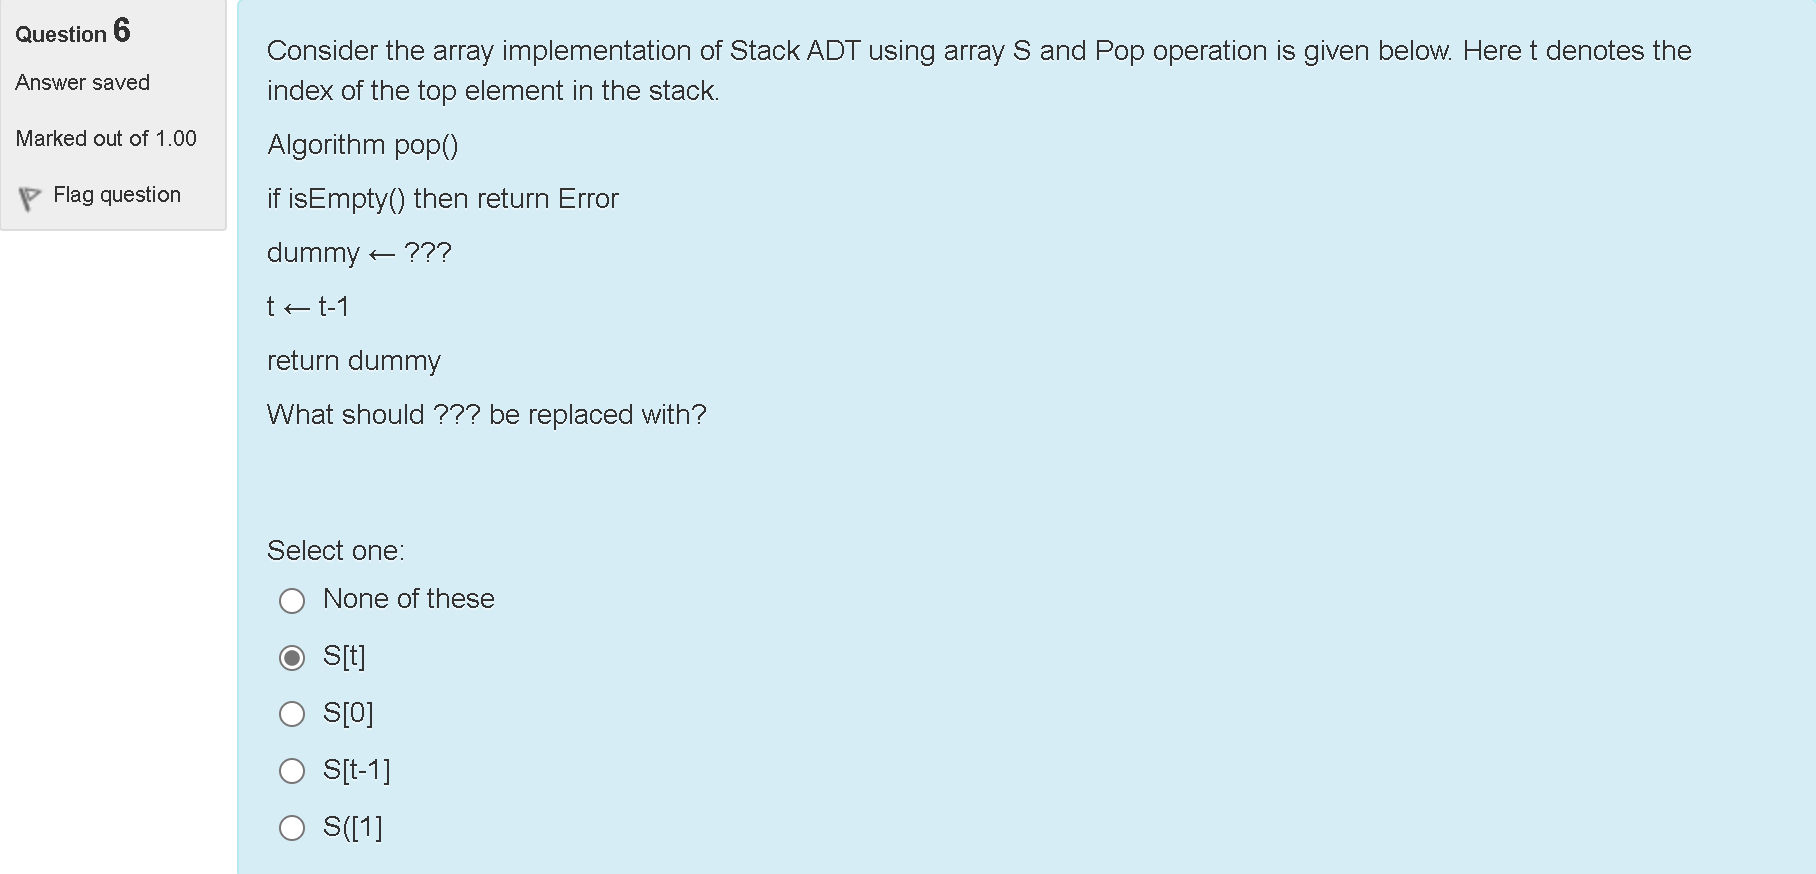 Question 6
Answer saved
Marked out of 1.00
Flag question
Consider the array implementation of Stack ADT using array S and Pop operation is given below. Here t denotes the
index of the top element in the stack.
Algorithm pop()
if isEmpty() then return Error
dummy ← ???
t ← t-1
return dummy
What should ??? be replaced with?
Select one:
None of these
S[t]
S[0]
S[t-1]
S([1]